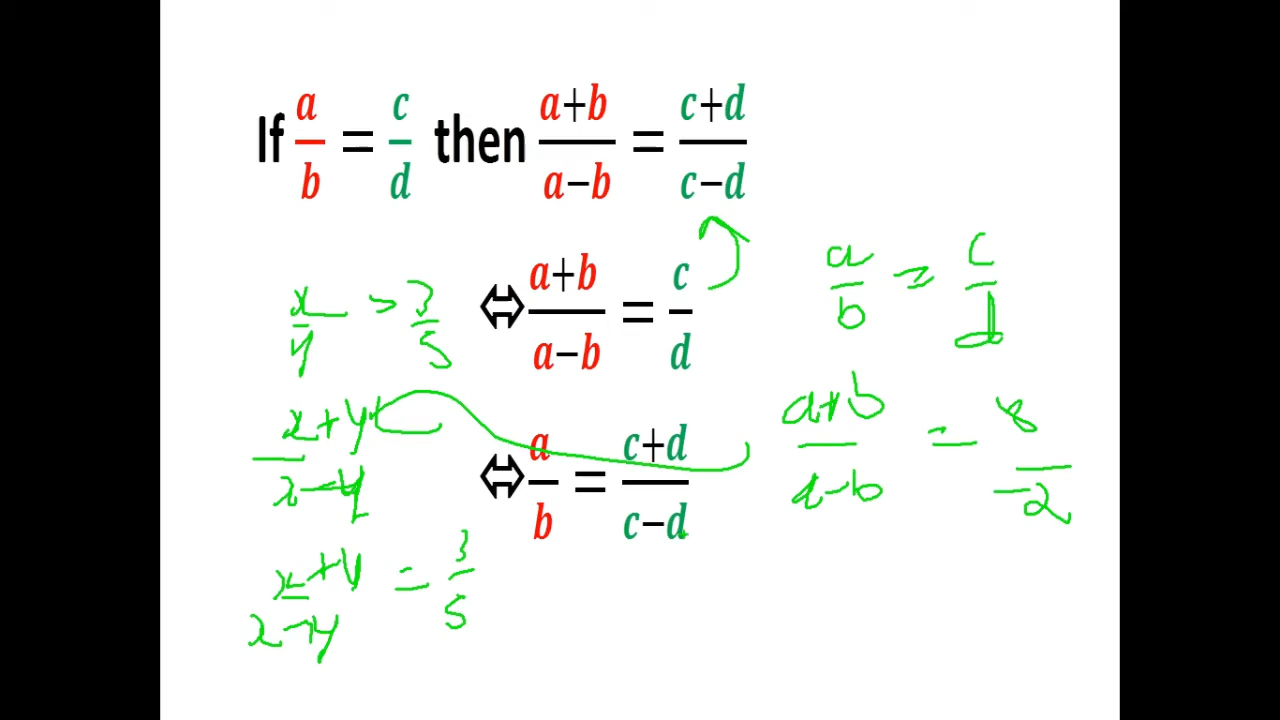 If a/b = c/d then a+b/a−b = c+d/c−d
⇔ a+b/a−b = c/d
⇔ a/b = c+d/c−d
x/y = 3/5
x+y/x−y
x+y/x−y = 3/5
a/b = c/d
a+b/a−b = 8/−2